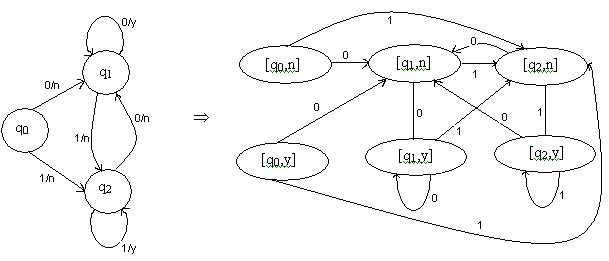 0/y
q1
0/n
q0
1/n
0/n
1/n
q2
1/y
⇒
1
[q0,n]
0
[q1,n]
0
1
[q2,n]
0
0
1
0
1
[q0,y]
[q1,y]
[q2,y]
0
1
1